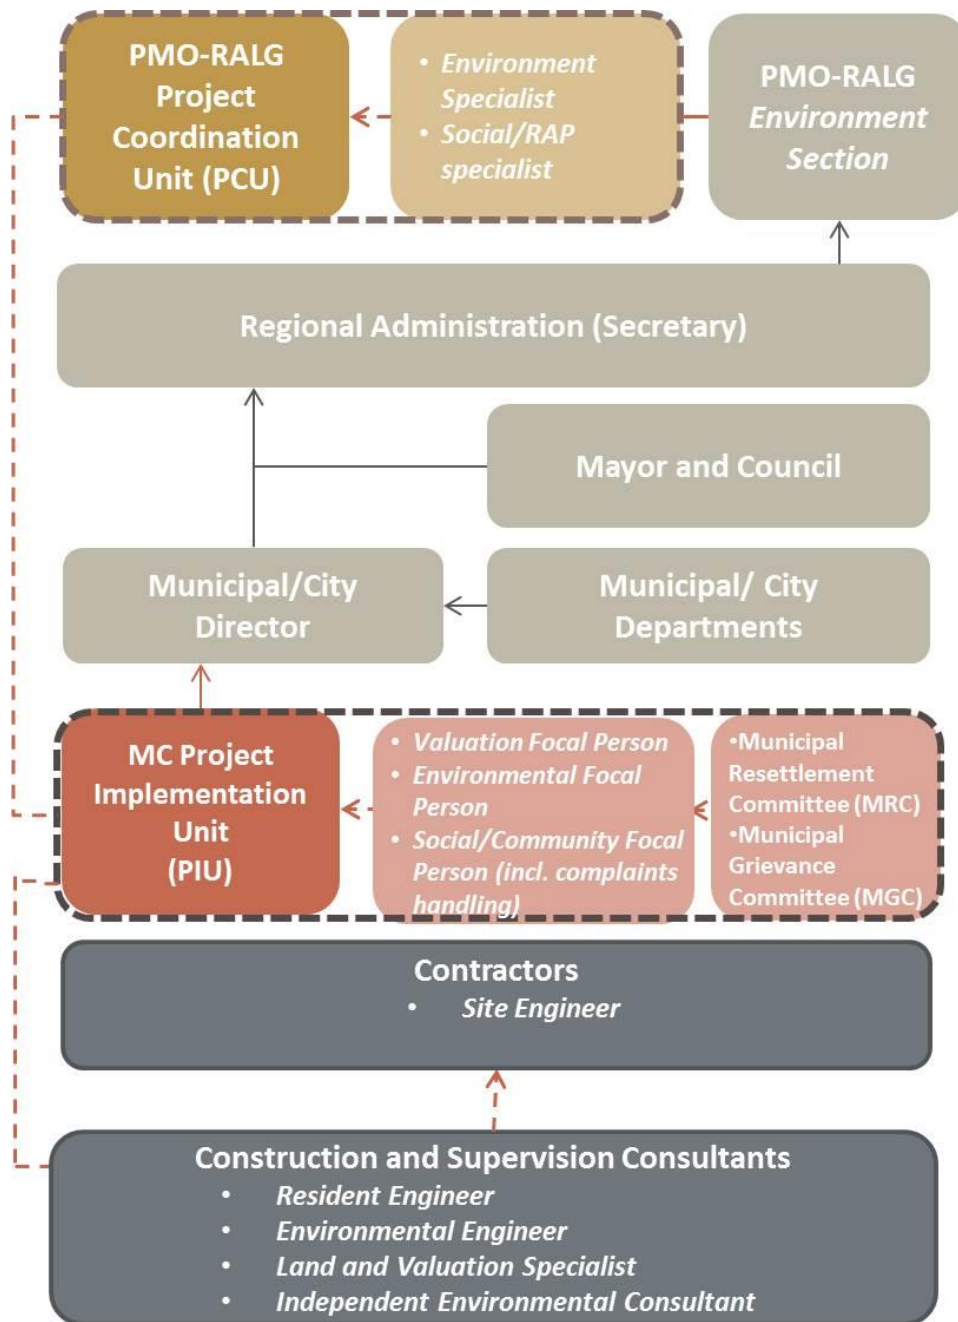 PMO-RALG
Project
Coordination
Unit (PCU)
• Environment
Specialist
• Social/RAP
specialist
PMO-RALG
Environment
Section
Regional Administration (Secretary)
Mayor and Council
Municipal/City
Director
Municipal/ City
Departments
MC Project
Implementation
Unit
(PIU)
• Valuation Focal Person
• Environmental Focal
Person
• Social/Community Focal
Person (incl. complaints
handling)
•Municipal
Resettlement
Committee (MRC)
•Municipal
Grievance
Committee (MGC)
Contractors
• Site Engineer
Construction and Supervision Consultants
• Resident Engineer
• Environmental Engineer
• Land and Valuation Specialist
• Independent Environmental Consultant